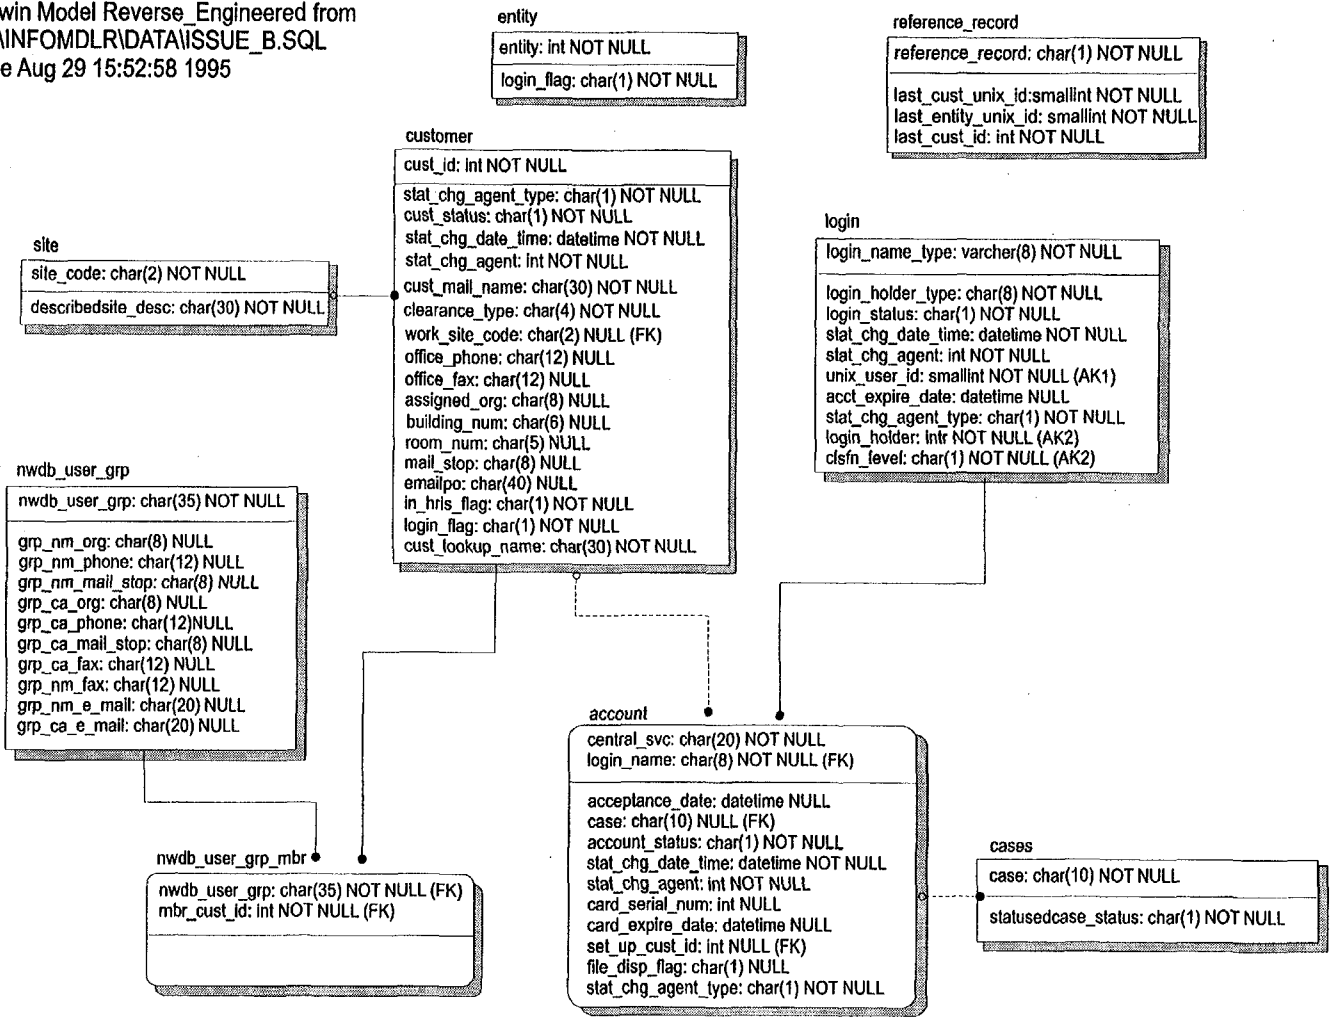 win Model Reverse_Engineered from
\INFOMDLR\DATA\ISSUE_B.SQL
e Aug 29 15:52:58 1995
entity
entity: int NOT NULL
login_flag: char(1) NOT NULL
reference_record
reference_record: char(1) NOT NULL
last_cust_unix_id:smallint NOT NULL
last_entity_unix_id: smallint NOT NULL
last_cust_id: int NOT NULL
customer
cust_id: int NOT NULL
stat_chg_agent_type: char(1) NOT NULL
cust_status: char(1) NOT NULL
stat_chg_date_time: datetime NOT NULL
stat_chg_agent: int NOT NULL
cust_mail_name: char(30) NOT NULL
clearance_type: char(4) NOT NULL
work_site_code: char(2) NULL (FK)
office_phone: char(12) NULL
office_fax: char(12) NULL
assigned_org: char(8) NULL
building_num: char(6) NULL
room_num: char(5) NULL
mail_stop: char(8) NULL
emailpo: char(40) NULL
in_hris_flag: char(1) NOT NULL
login_flag: char(1) NOT NULL
cust_lookup_name: char(30) NOT NULL
site
site_code: char(2) NOT NULL
describedsite_desc: char(30) NOT NULL
login
login_name_type: varcher(8) NOT NULL
login_holder_type: char(8) NOT NULL
login_status: char(1) NOT NULL
stat_chg_date_time: datetime NOT NULL
stat_chg_agent: int NOT NULL
unix_user_id: smallint NOT NULL (AK1)
acct_expire_date: datetime NULL
stat_chg_agent_type: char(1) NOT NULL
login_holder: intr NOT NULL (AK2)
clsfn_level: char(1) NOT NULL (AK2)
nwdb_user_grp
nwdb_user_grp: char(35) NOT NULL
grp_nm_org: char(8) NULL
grp_nm_phone: char(12) NULL
grp_nm_mail_stop: char(8) NULL
grp_ca_org: char(8) NULL
grp_ca_phone: char(12)NULL
grp_ca_mail_stop: char(8) NULL
grp_ca_fax: char(12) NULL
grp_nm_fax: char(12) NULL
grp_nm_e_mail: char(20) NULL
grp_ca_e_mail: char(20) NULL
account
central_svc: char(20) NOT NULL
login_name: char(8) NOT NULL (FK)
acceptance_date: datetime NULL
case: char(10) NULL (FK)
account_status: char(1) NOT NULL
stat_chg_date_time: datetime NOT NULL
stat_chg_agent: int NOT NULL
card_serial_num: int NULL
card_expire_date: datetime NULL
set_up_cust_id: int NULL (FK)
file_disp_flag: char(1) NULL
stat_chg_agent_type: char(1) NOT NULL
nwdb_user_grp_mbr
nwdb_user_grp: char(35) NOT NULL (FK)
mbr_cust_id: int NOT NULL (FK)
cases
case: char(10) NOT NULL
statusedcase_status: char(1) NOT NULL